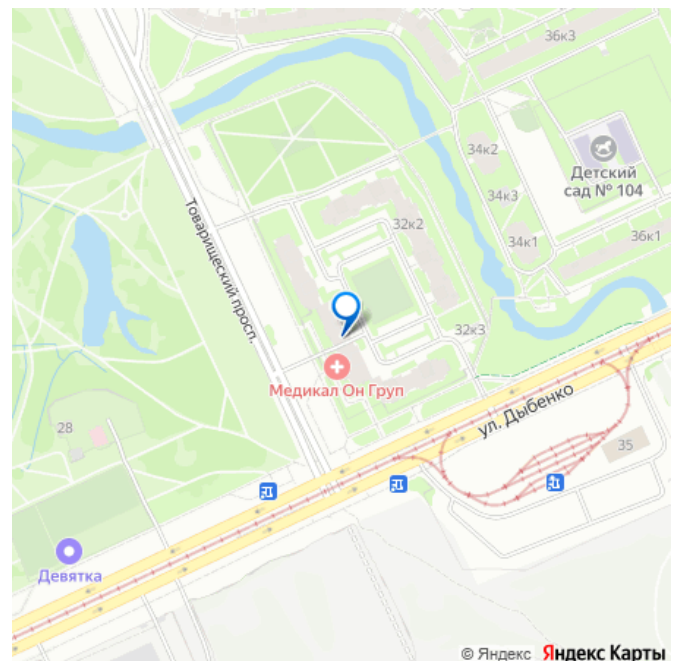 36к3
34к2
Детский
сад № 104
34к3
Товарищеский просп.
32к2
34к1
36к1
32к3
Медикал Он Груп
ул. Дыбенко
28
35
Девятка
© Яндекс Яндекс Карты